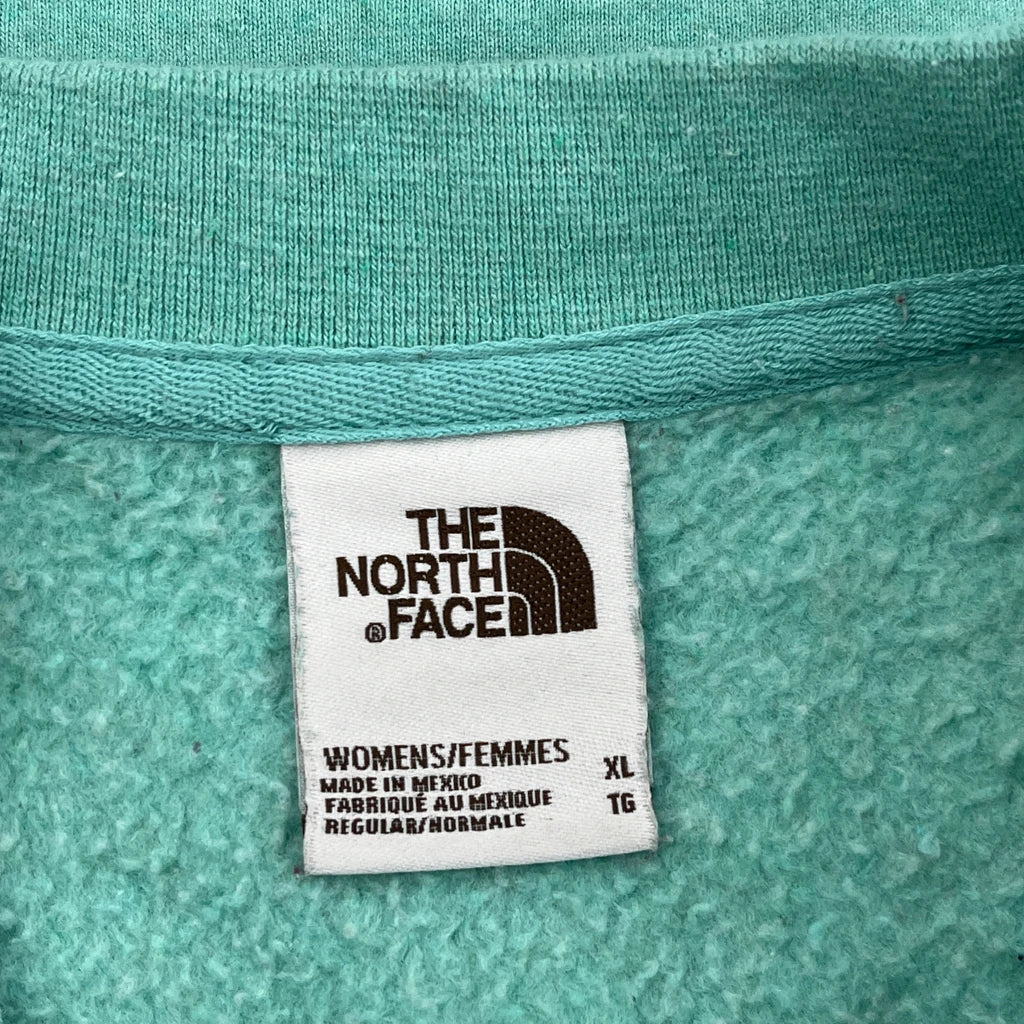 THE
NORTH
® FACE
WOMENS/FEMMES XL
MADE IN MEXICO
FABRIQUÉ AU MEXIQUE TG
REGULAR/NORMALE